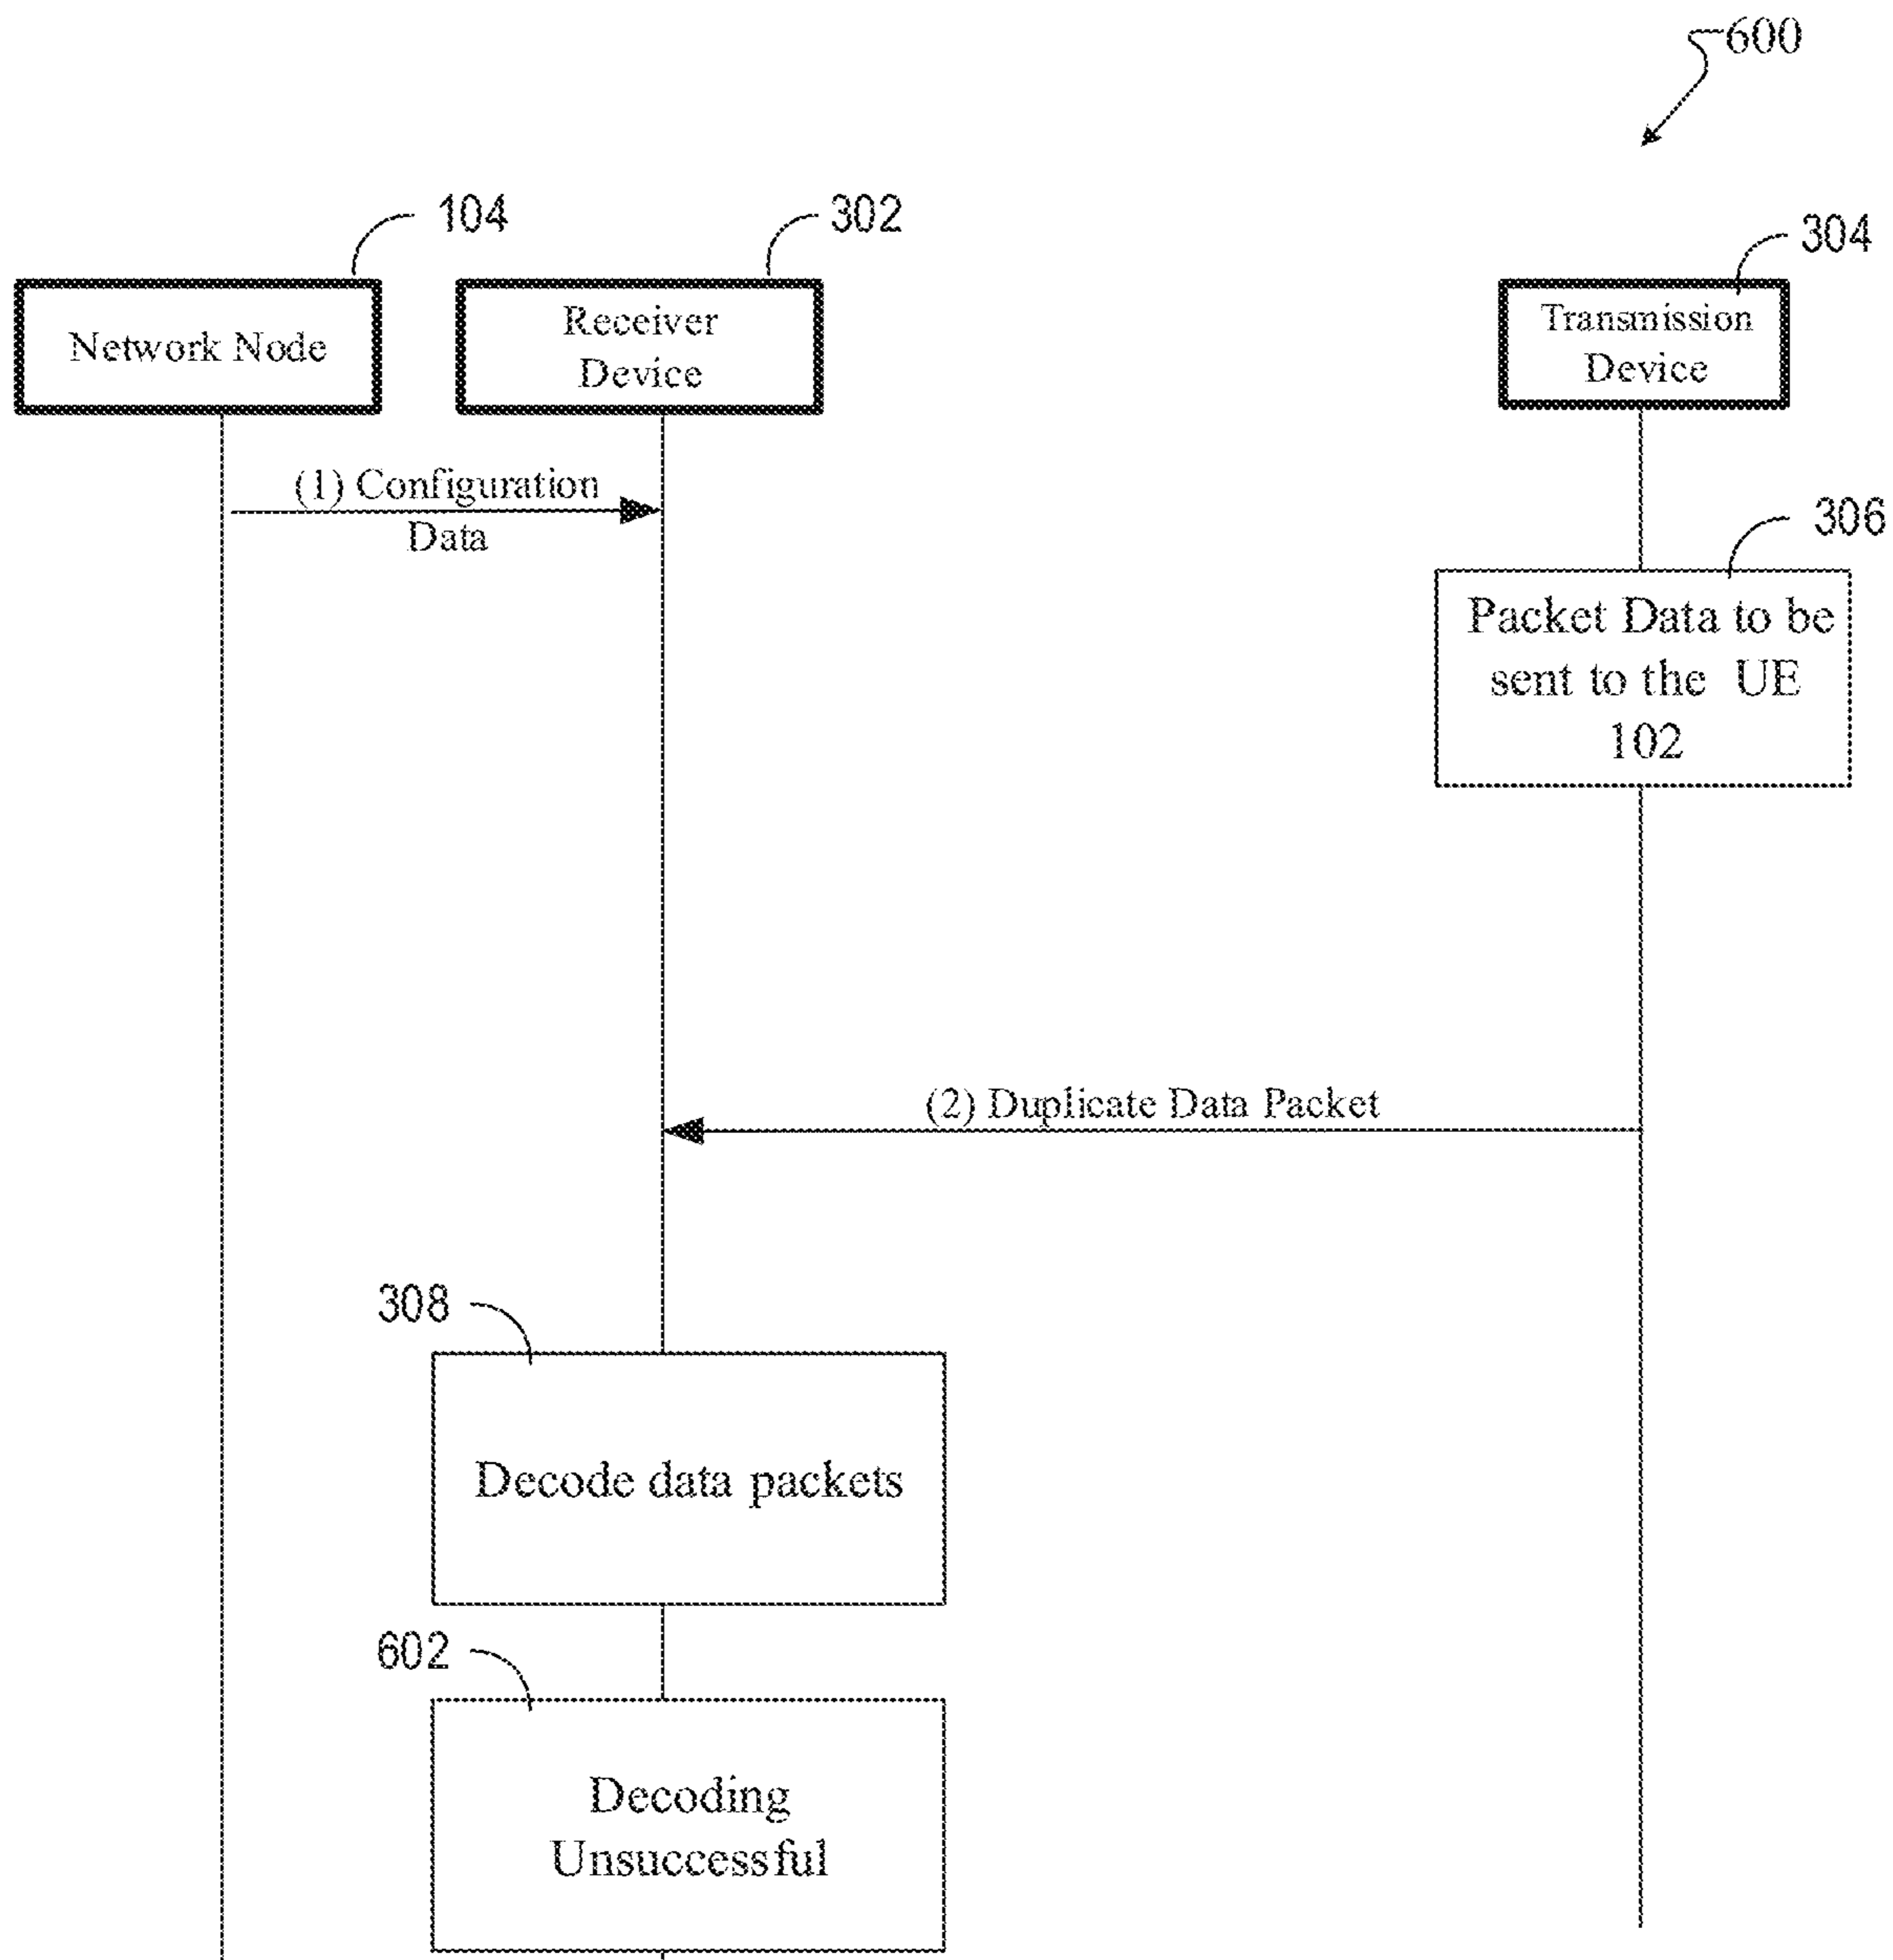 600
104
302
304
Network Node
Receiver
Device
Transmission
Device
(1) Configuration
Data
306
Packet Data to be
sent to the UE
102
(2) Duplicate Data Packet
308
Decode data packets
602
Decoding
Unsuccessful